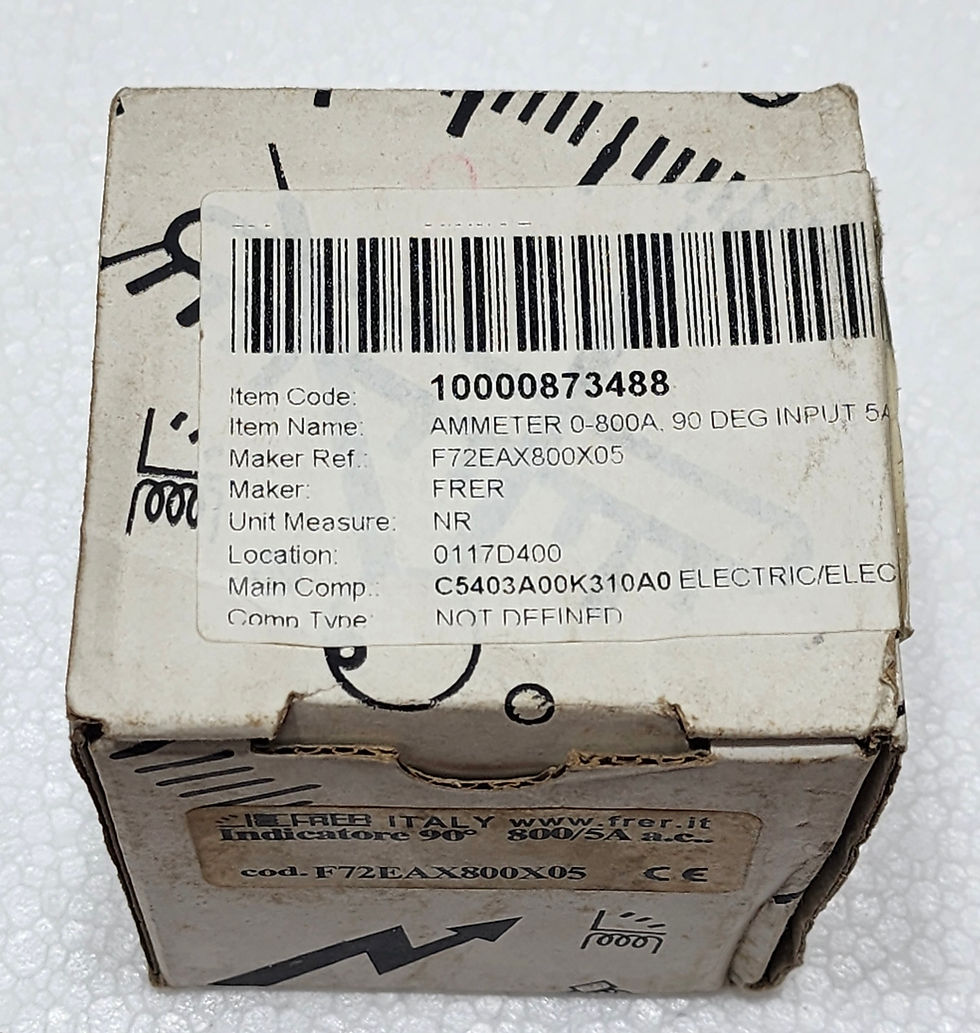 Item Code: 10000873488
Item Name: AMMETER 0-800A, 90 DEG INPUT 5A
Maker Ref.: F72EAX800X05
Maker: FRER
Unit Measure: NR
Location: 0117D400
Main Comp.: C5403A00K310A0 ELECTRIC/ELEC
Comp Type: NOT DEFINED
FRER ITALY www.frer.it
Indicatore 90° 800/5A a.c..
cod. F72EAX800X05 CE